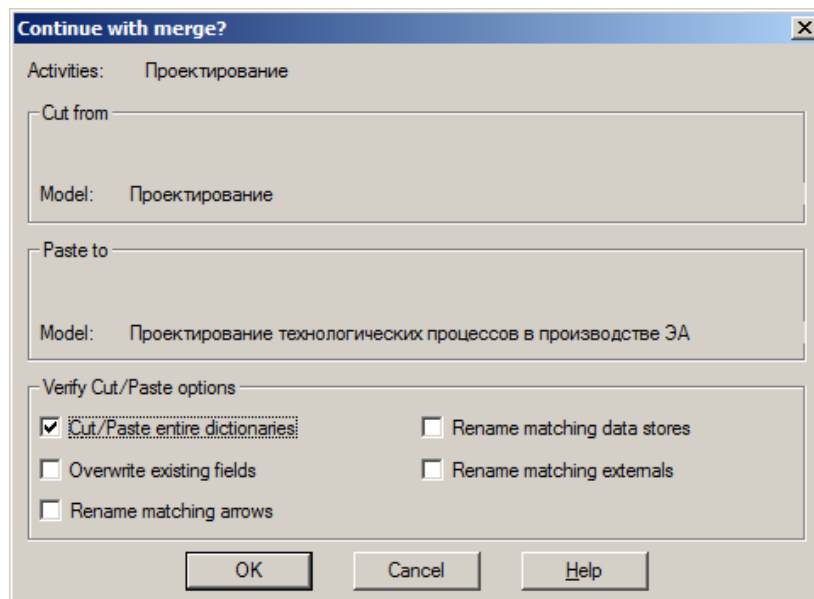 Continue with merge?
Activities: Проектирование
Cut from
Model: Проектирование
Paste to
Model: Проектирование технологических процессов в производстве ЭА
Verify Cut/Paste options
Cut/Paste entire dictionaries
Rename matching data stores
Overwrite existing fields
Rename matching externals
Rename matching arrows
OK Cancel Help